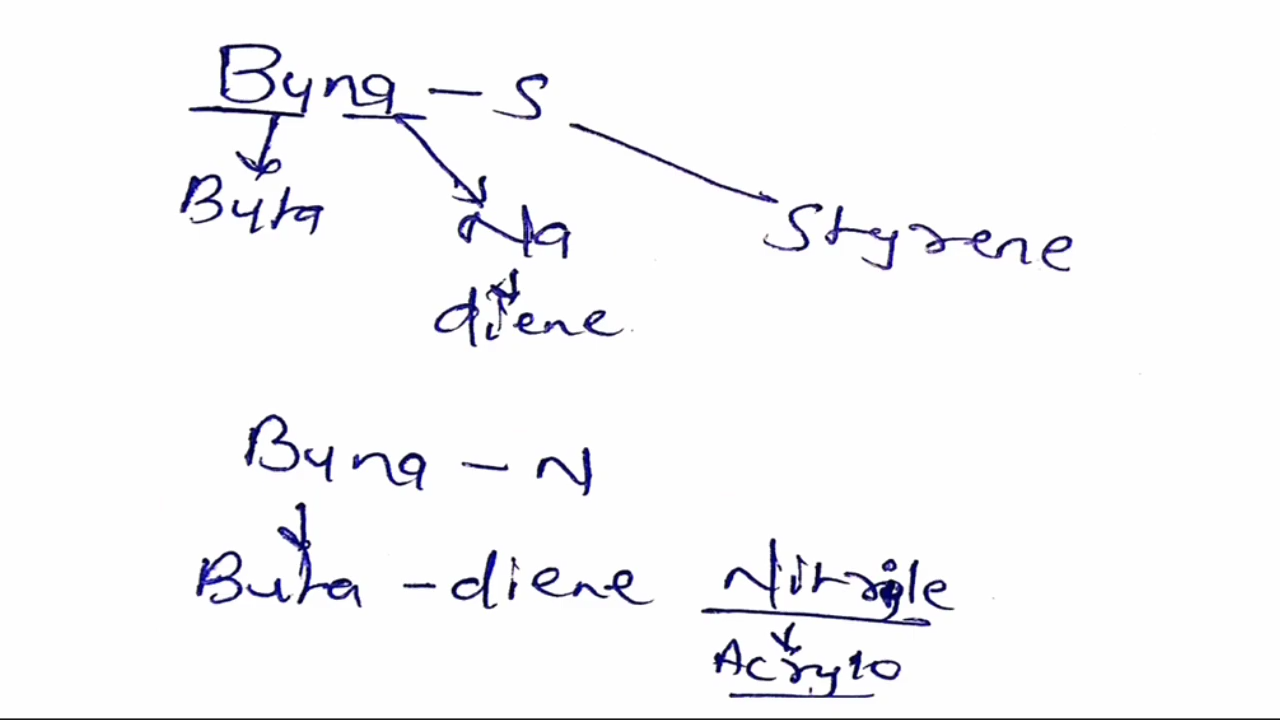 Buna - S
Buta Na Styrene
diene
Buna - N
Buta - diene Nitrile
Acrylo